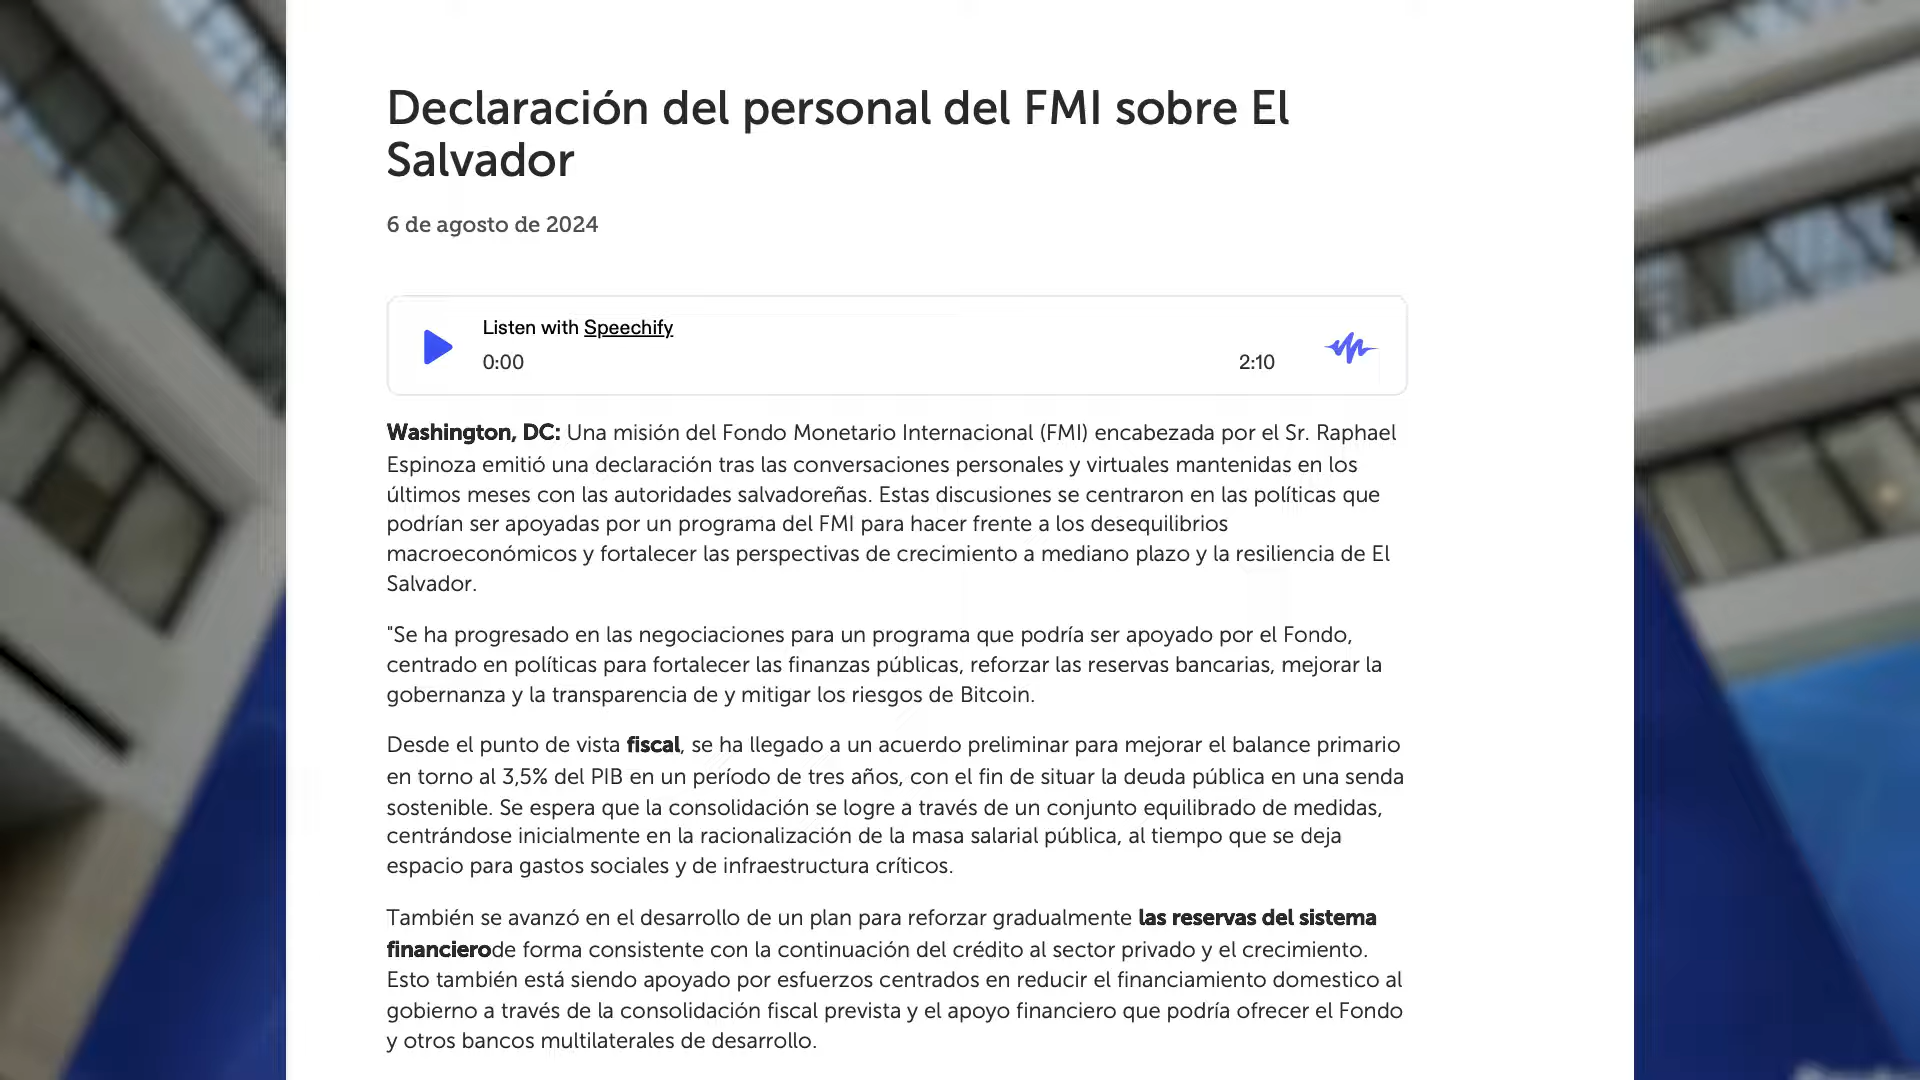 Declaración del personal del FMI sobre El
Salvador
6 de agosto de 2024
Listen with Speechify
0:00
2:10
Washington, DC: Una misión del Fondo Monetario Internacional (FMI) encabezada por el Sr. Raphael
Espinoza emitió una declaración tras las conversaciones personales y virtuales mantenidas en los
últimos meses con las autoridades salvadoreñas. Estas discusiones se centraron en las políticas que
podrían ser apoyadas por un programa del FMI para hacer frente a los desequilibrios
macroeconómicos y fortalecer las perspectivas de crecimiento a mediano plazo y la resiliencia de El
Salvador.
"Se ha progresado en las negociaciones para un programa que podría ser apoyado por el Fondo,
centrado en políticas para fortalecer las finanzas públicas, reforzar las reservas bancarias, mejorar la
gobernanza y la transparencia de y mitigar los riesgos de Bitcoin.
Desde el punto de vista fiscal, se ha llegado a un acuerdo preliminar para mejorar el balance primario
en torno al 3,5% del PIB en un período de tres años, con el fin de situar la deuda pública en una senda
sostenible. Se espera que la consolidación se logre a través de un conjunto equilibrado de medidas,
centrándose inicialmente en la racionalización de la masa salarial pública, al tiempo que se deja
espacio para gastos sociales y de infraestructura críticos.
También se avanzó en el desarrollo de un plan para reforzar gradualmente las reservas del sistema
financierode forma consistente con la continuación del crédito al sector privado y el crecimiento.
Esto también está siendo apoyado por esfuerzos centrados en reducir el financiamiento domestico al
gobierno a través de la consolidación fiscal prevista y el apoyo financiero que podría ofrecer el Fondo
y otros bancos multilaterales de desarrollo.